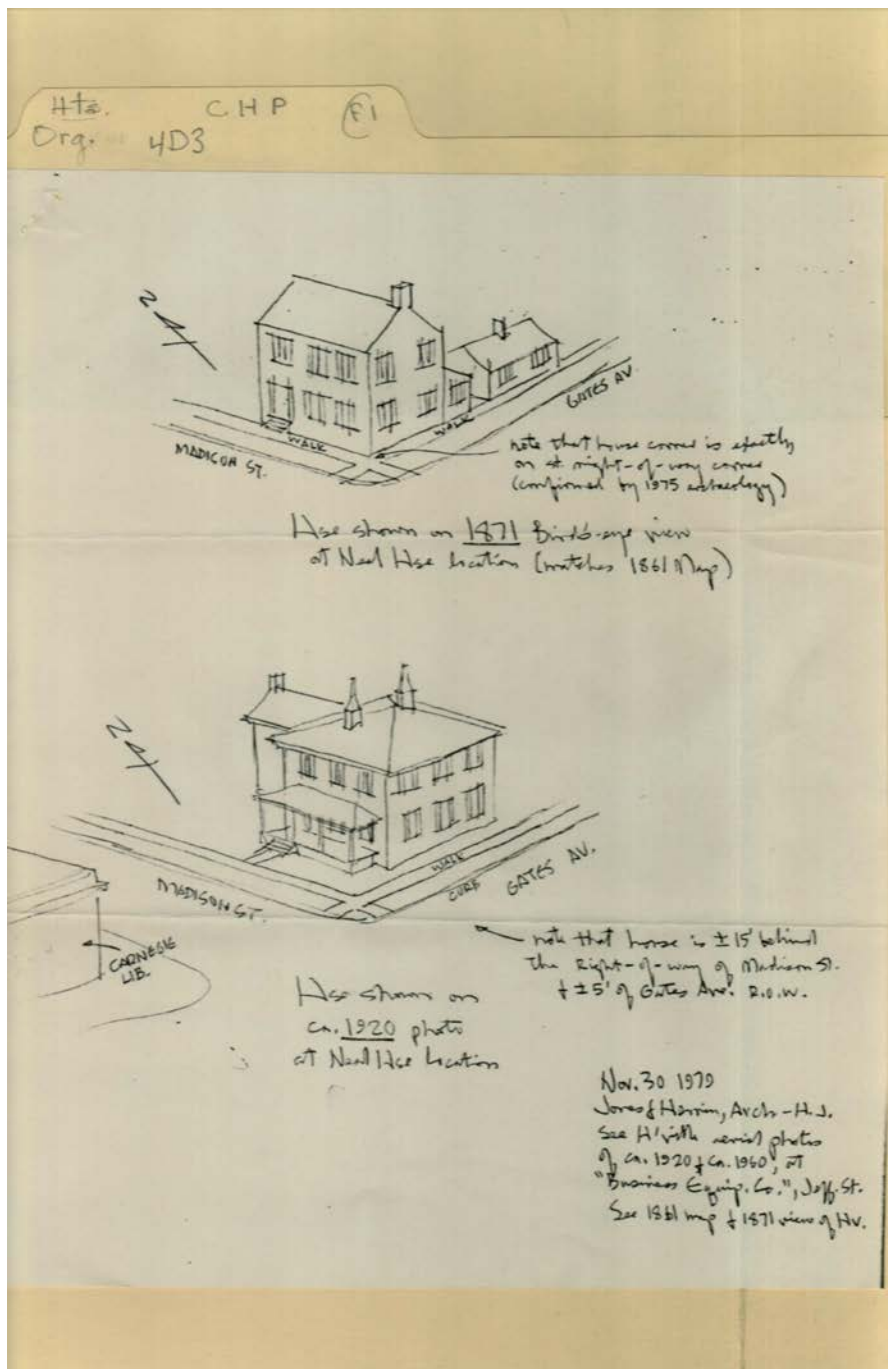 Hts. CHP F1
Org. 4D3
N
GATES AV.
WALK
WALK
MADISON ST.
note that house corner is exactly
on st right-of-way corner
(confirmed by 1975 archaeology)
Hse shown on 1871 Bird's-eye view
at Neal Hse location (matches 1861 Map)
N
WALK
CURB
GATES AV.
MADISON ST.
CARNEGIE
LIB.
note that house is ±15' behind
the Right-of-way of Madison St.
& ±5' of Gates Ave. R.O.W.
Hse shown on
ca. 1920 photo
at Neal Hse location
Nov. 30 1979
Jones & Herrin, Arch - H.J.
See H'ville aerial photos
of ca. 1920 & ca. 1960, at
"Business Equip. Co.", Jeff. St.
See 1861 map & 1871 view of Hv.